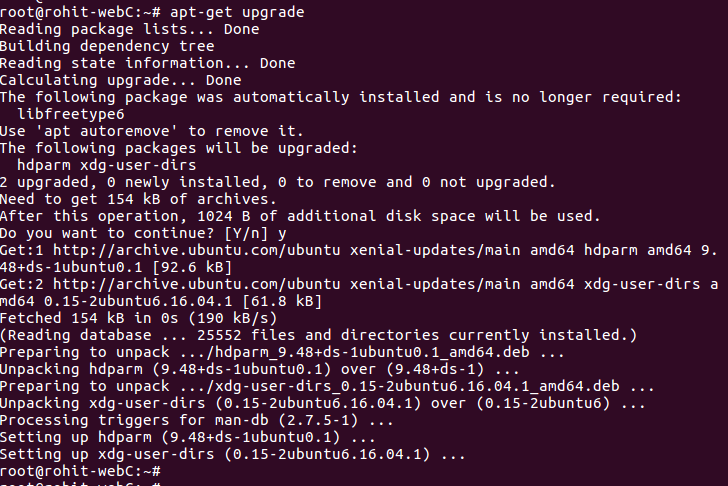 root@rohit-webC:~# apt-get upgrade
Reading package lists... Done
Building dependency tree
Reading state information... Done
Calculating upgrade... Done
The following package was automatically installed and is no longer required:
  libfreetype6
Use 'apt autoremove' to remove it.
The following packages will be upgraded:
  hdparm xdg-user-dirs
2 upgraded, 0 newly installed, 0 to remove and 0 not upgraded.
Need to get 154 kB of archives.
After this operation, 1024 B of additional disk space will be used.
Do you want to continue? [Y/n] y
Get:1 http://archive.ubuntu.com/ubuntu xenial-updates/main amd64 hdparm amd64 9.
48+ds-1ubuntu0.1 [92.6 kB]
Get:2 http://archive.ubuntu.com/ubuntu xenial-updates/main amd64 xdg-user-dirs a
md64 0.15-2ubuntu6.16.04.1 [61.8 kB]
Fetched 154 kB in 0s (190 kB/s)
(Reading database ... 25552 files and directories currently installed.)
Preparing to unpack .../hdparm_9.48+ds-1ubuntu0.1_amd64.deb ...
Unpacking hdparm (9.48+ds-1ubuntu0.1) over (9.48+ds-1) ...
Preparing to unpack .../xdg-user-dirs_0.15-2ubuntu6.16.04.1_amd64.deb ...
Unpacking xdg-user-dirs (0.15-2ubuntu6.16.04.1) over (0.15-2ubuntu6) ...
Processing triggers for man-db (2.7.5-1) ...
Setting up hdparm (9.48+ds-1ubuntu0.1) ...
Setting up xdg-user-dirs (0.15-2ubuntu6.16.04.1) ...
root@rohit-webC:~#